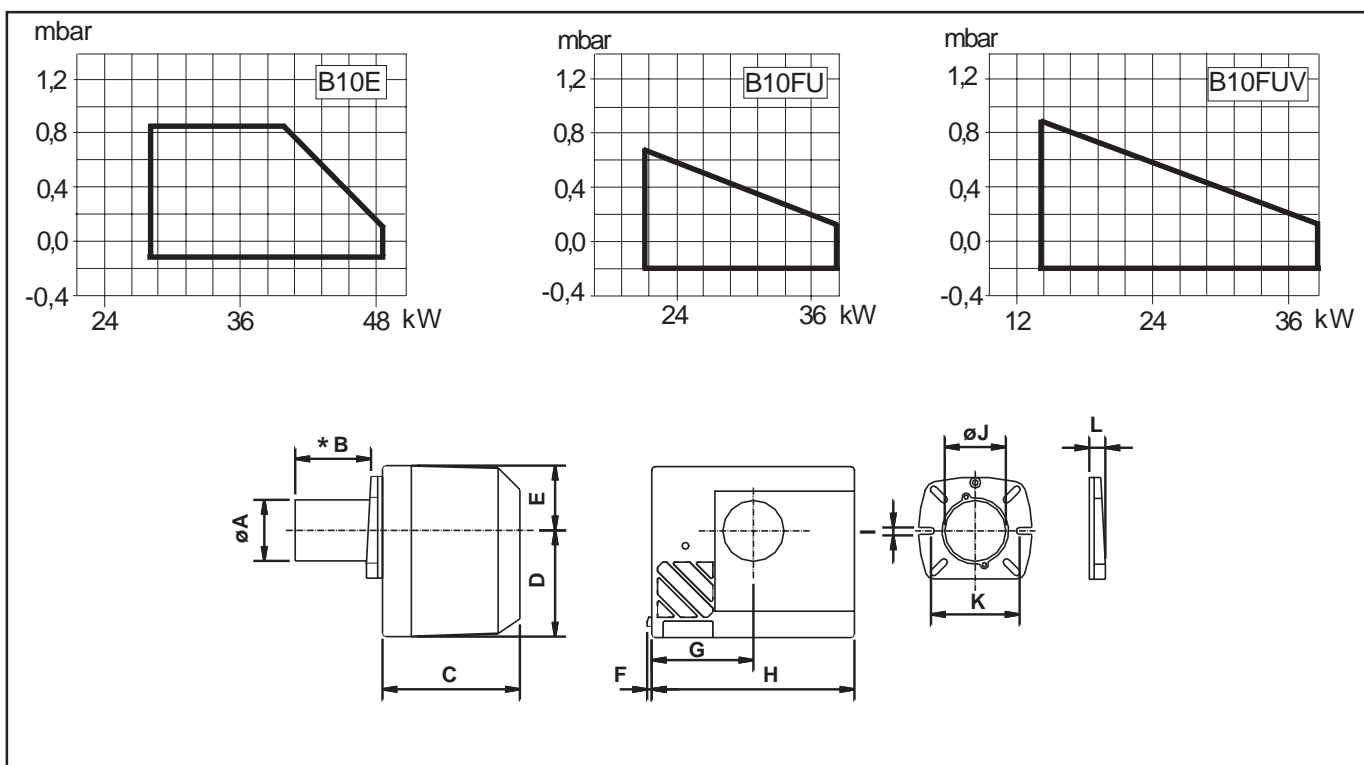 mbar
1,2
0,8
0,4
0,0
-0,4
24 36 48 kW
B10E
mbar
1,2
0,8
0,4
0,0
-0,4
24 36 kW
B10FU
mbar
1,2
0,8
0,4
0,0
-0,4
12 24 36 kW
B10FUV
* B
øA
E
D
C
F
G
H
øJ
I
K
L